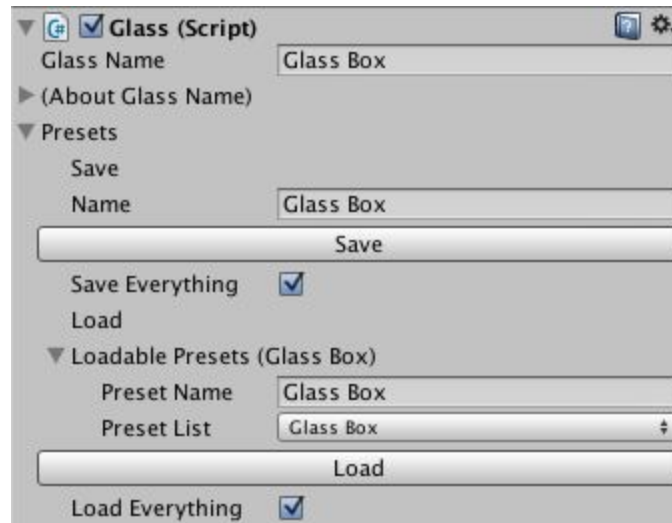 Glass (Script)
Glass Name Glass Box
(About Glass Name)
Presets
Save
Name Glass Box
Save
Save Everything
Load
Loadable Presets (Glass Box)
Preset Name Glass Box
Preset List Glass Box
Load
Load Everything